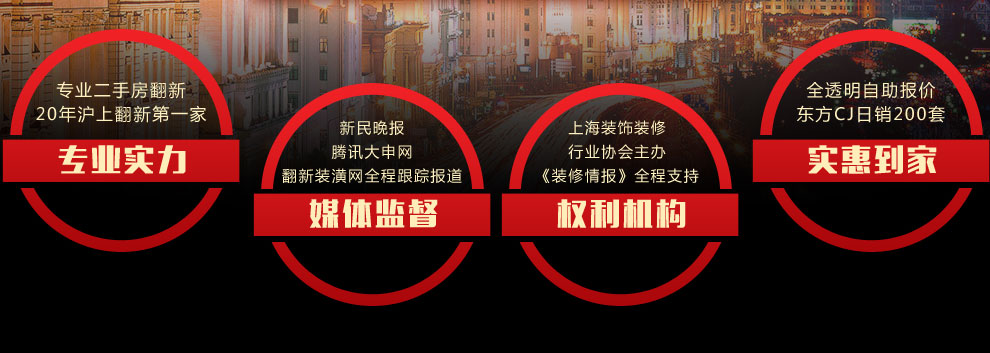 专业二手房翻新
20年沪上翻新第一家
专业实力
新民晚报
腾讯大申网
翻新装潢网全程跟踪报道
媒体监督
上海装饰装修
行业协会主办
《装修情报》全程支持
权利机构
全透明自助报价
东方CJ日销200套
实惠到家